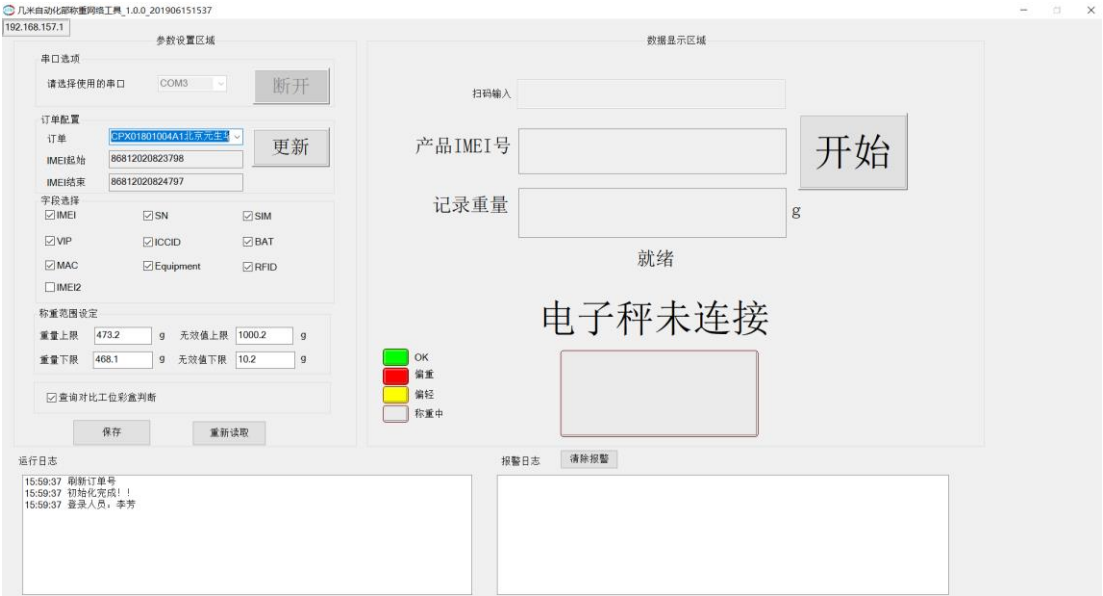 几米自动化部称重网络工具_1.0.0_201906151537
192.168.157.1
参数设置区域
串口选项
请选择使用的串口 COM3 断开
订单配置
订单 CPX01801004A1北京元生 更新
IMEI起始 86812020823798
IMEI结束 86812020824797
字段选择
IMEI SN SIM
VIP ICCID BAT
MAC Equipment RFID
IMEI2
称重范围设定
重量上限 473.2 g 无效值上限 1000.2 g
重量下限 468.1 g 无效值下限 10.2 g
查询对比工位彩盒判断
保存 重新读取
数据显示区域
扫码输入
产品IMEI号 开始
记录重量 g
就绪
电子秤未连接
OK
偏重
偏轻
称重中
运行日志
15:59:37 刷新订单号
15:59:37 初始化完成！！
15:59:37 登录人员：李芳
报警日志 清除报警